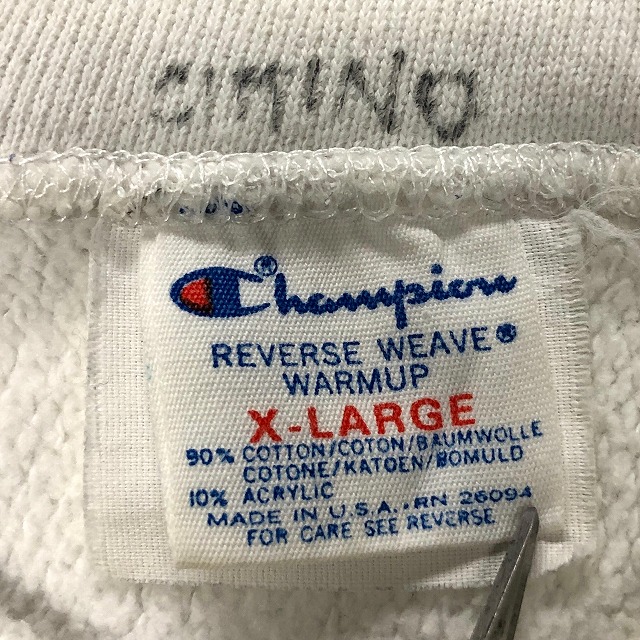 CIMINO
Champion®
REVERSE WEAVE®
WARMUP
X-LARGE
90% COTTON/COTON/BAUMWOLLE
COTONE/KATOEN/BOMULD
10% ACRYLIC
MADE IN U.S.A. RN 26094
FOR CARE SEE REVERSE